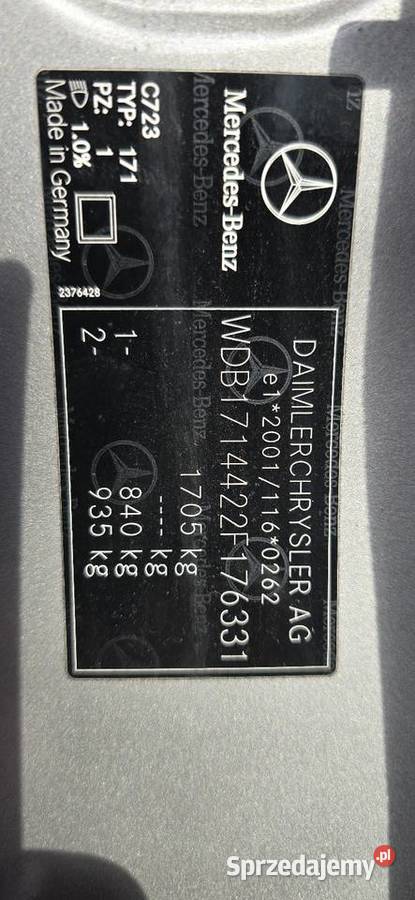 Mercedes-Benz
C723
TYP: 171
PZ: 1
1.0%
Made in Germany
2376428
DAIMLERCHRYSLER AG
e1*2001/116*0262
WDB1714422F176331
1705 kg
---- kg
1- 840 kg
2- 935 kg
Sprzedajemy.pl